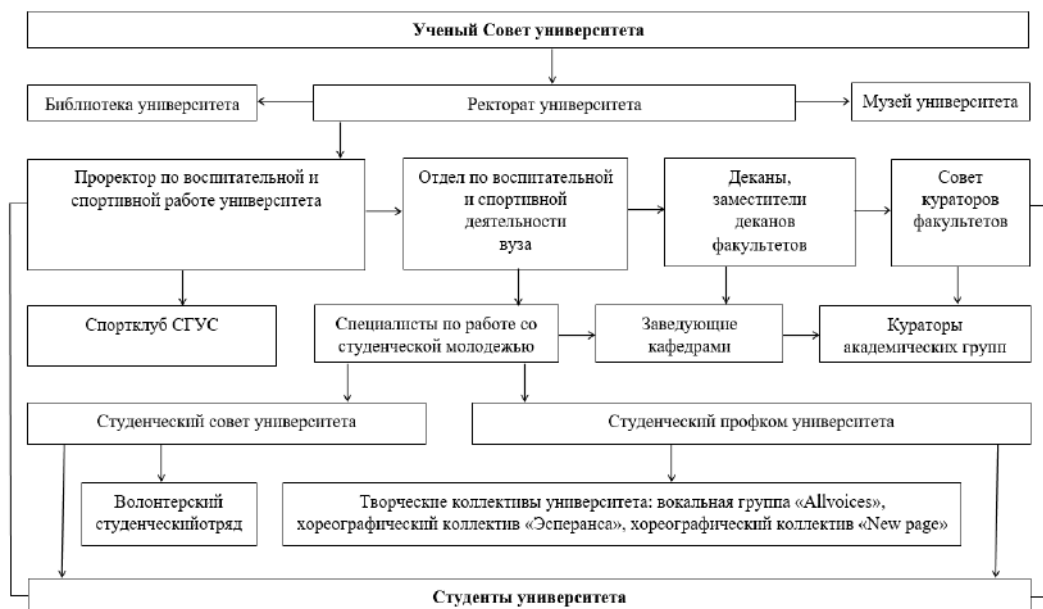 Ученый Совет университета
Библиотека университета
Ректорат университета
Музей университета
Проректор по воспитательной и
спортивной работе университета
Отдел по воспитательной
и спортивной
деятельности
вуза
Деканы,
заместители
деканов
факультетов
Совет
кураторов
факультетов
Спортклуб СГУС
Специалисты по работе со
студенческой молодежью
Заведующие
кафедрами
Кураторы
академических групп
Студенческий совет университета
Студенческий профком университета
Волонтерский
студенческийотряд
Творческие коллективы университета: вокальная группа «Allvoices»,
хореографический коллектив «Эсперанса», хореографический коллектив «New page»
Студенты университета